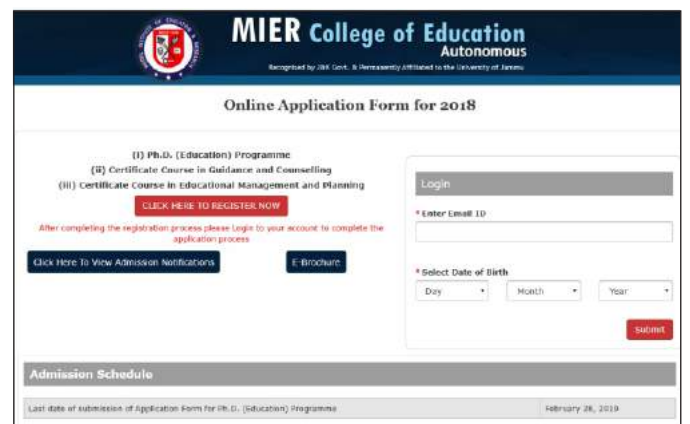 MIER College of Education
Autonomous
Recognised by J&K Govt. & Permanently Affiliated to the University of Jammu
Online Application Form for 2018
(i) Ph.D. (Education) Programme
(ii) Certificate Course in Guidance and Counselling
(iii) Certificate Course in Educational Management and Planning
CLICK HERE TO REGISTER NOW
After completing the registration process please Login to your account to complete the
application process
Click Here To View Admission Notifications
E-Brochure
Login
* Enter Email ID
* Select Date of Birth
Day
Month
Year
Submit
Admission Schedule
Last date of submission of Application Form for Ph.D. (Education) Programme
February 28, 2019